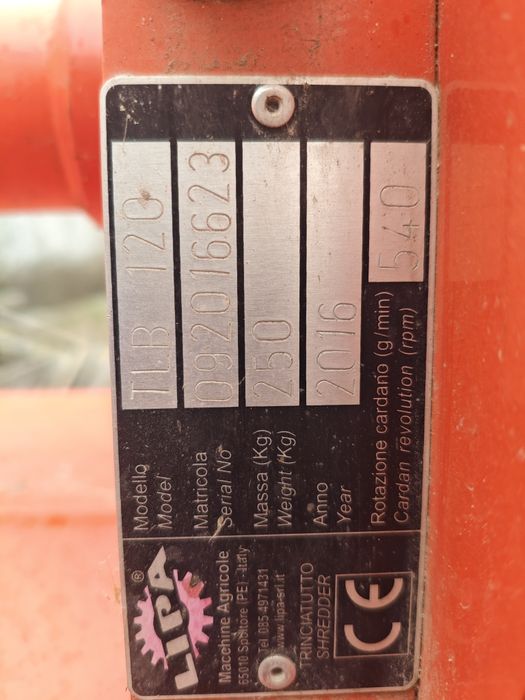 LIPA ®
Macchine Agricole
65010 Spoltore (PE) - Italy
Tel 085 4971431
www.lipa-srl.it
TRINCIATUTTO
SHREDDER
CE
Modello
Model
TLB 120
Matricola
Serial No
092016623
Massa (Kg)
Weight (Kg)
250
Anno
Year
2016
Rotazione cardano (g/min)
Cardan revolution (rpm)
540